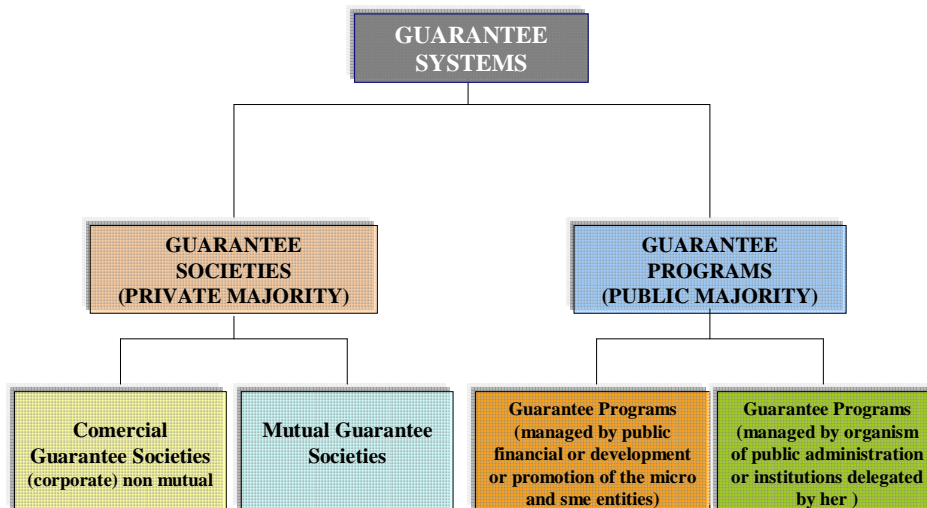 GUARANTEE
SYSTEMS
GUARANTEE
SOCIETIES
(PRIVATE MAJORITY)
GUARANTEE
PROGRAMS
(PUBLIC MAJORITY)
Comercial
Guarantee Societies
(corporate) non mutual
Mutual Guarantee
Societies
Guarantee Programs
(managed by public
financial or development
or promotion of the micro
and sme entities)
Guarantee Programs
(managed by organism
of public administration
or institutions delegated
by her )